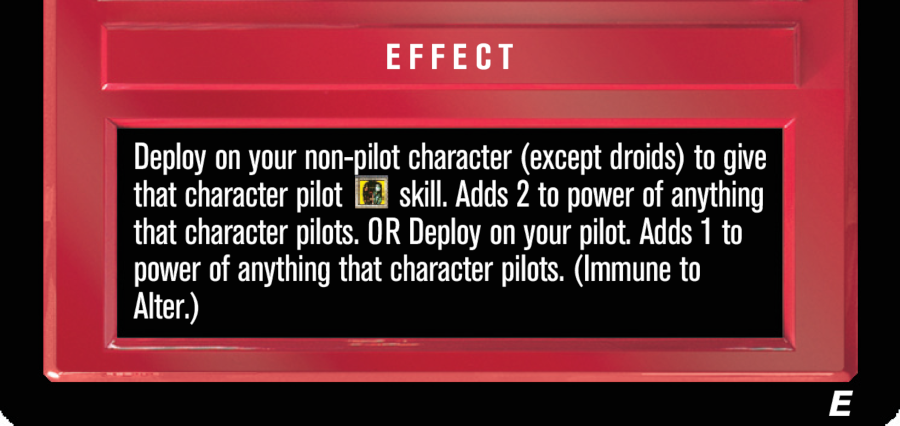 EFFECT
Deploy on your non-pilot character (except droids) to give
that character pilot skill. Adds 2 to power of anything
that character pilots. OR Deploy on your pilot. Adds 1 to
power of anything that character pilots. (Immune to
Alter.)
E